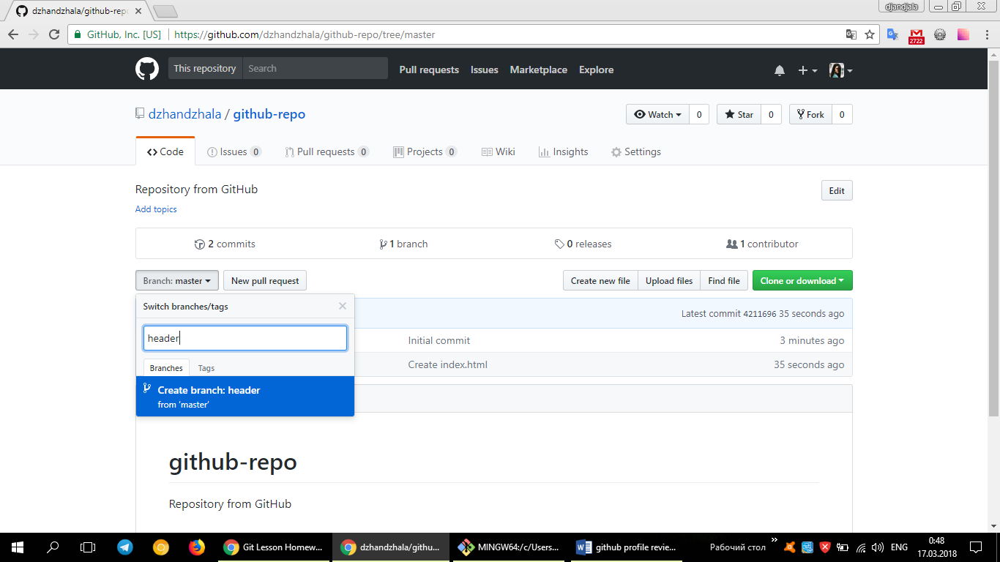 dzhandzhala/github-repo
djandjala
GitHub, Inc. [US] https://github.com/dzhandzhala/github-repo/tree/master
2722
This repository Search Pull requests Issues Marketplace Explore
dzhandzhala / github-repo
Watch 0 Star 0 Fork 0
Code Issues 0 Pull requests 0 Projects 0 Wiki Insights Settings
Repository from GitHub
Edit
Add topics
2 commits 1 branch 0 releases 1 contributor
Branch: master New pull request Create new file Upload files Find file Clone or download
Switch branches/tags
Latest commit 4211696 35 seconds ago
header
Initial commit 3 minutes ago
Create index.html 35 seconds ago
Branches Tags
Create branch: header
from 'master'
github-repo
Repository from GitHub
Git Lesson Homew... dzhandzhala/githu... MINGW64:/c/Users... github profile revie... Рабочий стол » ENG
0:48
17.03.2018